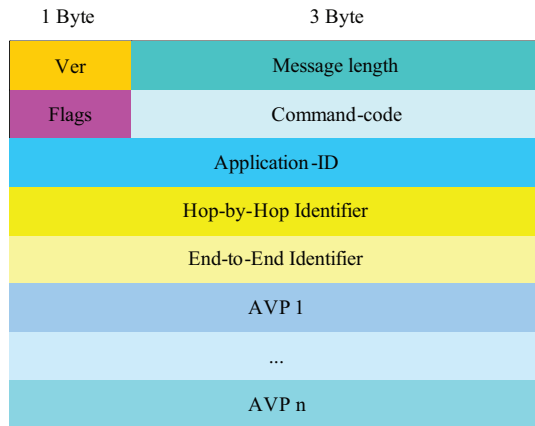 1 Byte 3 Byte
Ver Message length
Flags Command-code
Application-ID
Hop-by-Hop Identifier
End-to-End Identifier
AVP 1
...
AVP n